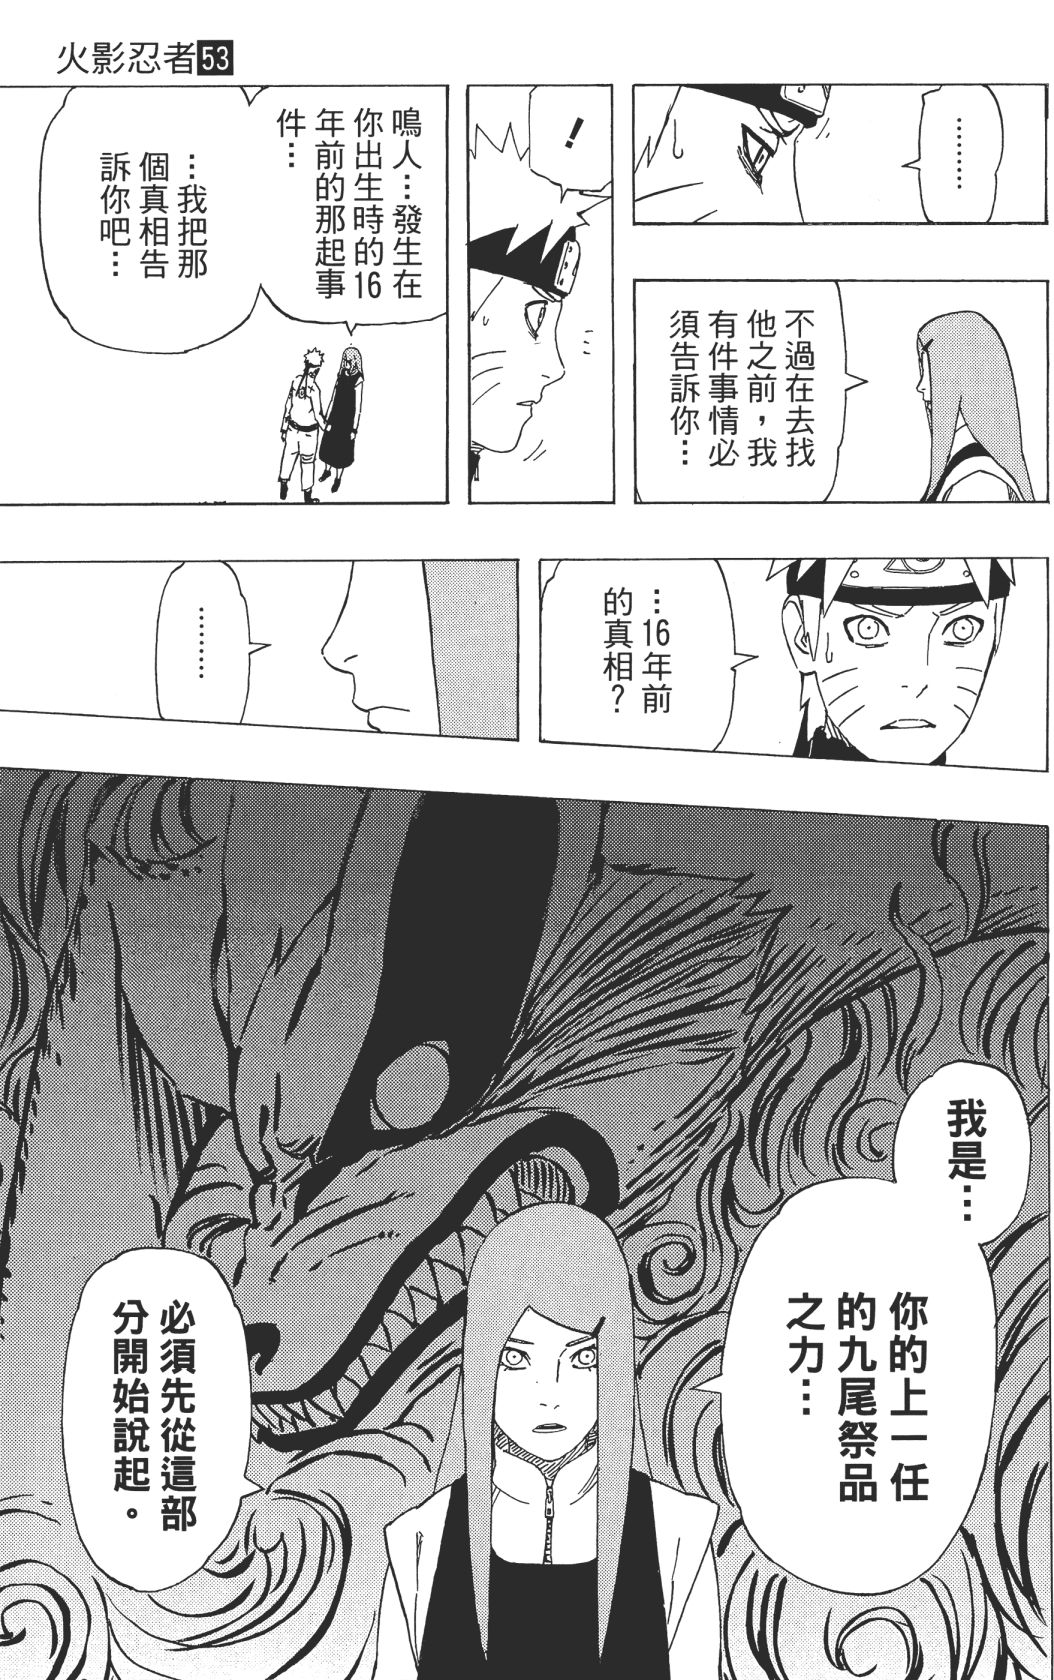 火影忍者53
………
不過在去找
他之前，我
有件事情必
須告訴你…
！
鳴人…發生在
你出生時的16
年前的那起事
件…
…我把那
個真相告
訴你吧…
…16年前
的真相？
………
我是…
你的上一任
的九尾祭品
之力…
必須先從這部
分開始說起。